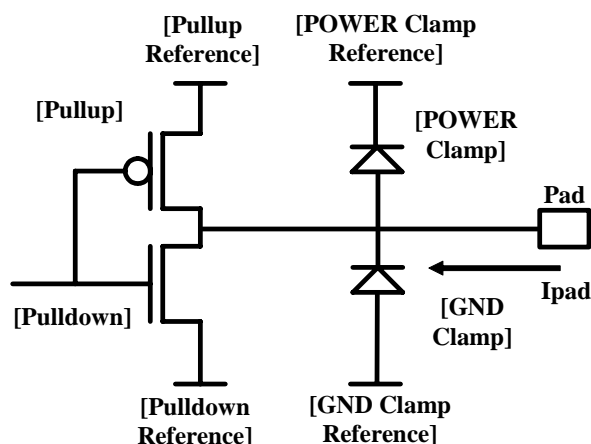 [Pullup
Reference]
[POWER Clamp
Reference]
[Pullup]
[POWER
Clamp]
Pad
[Pulldown]
[GND
Clamp]
Ipad
[Pulldown
Reference]
[GND Clamp
Reference]